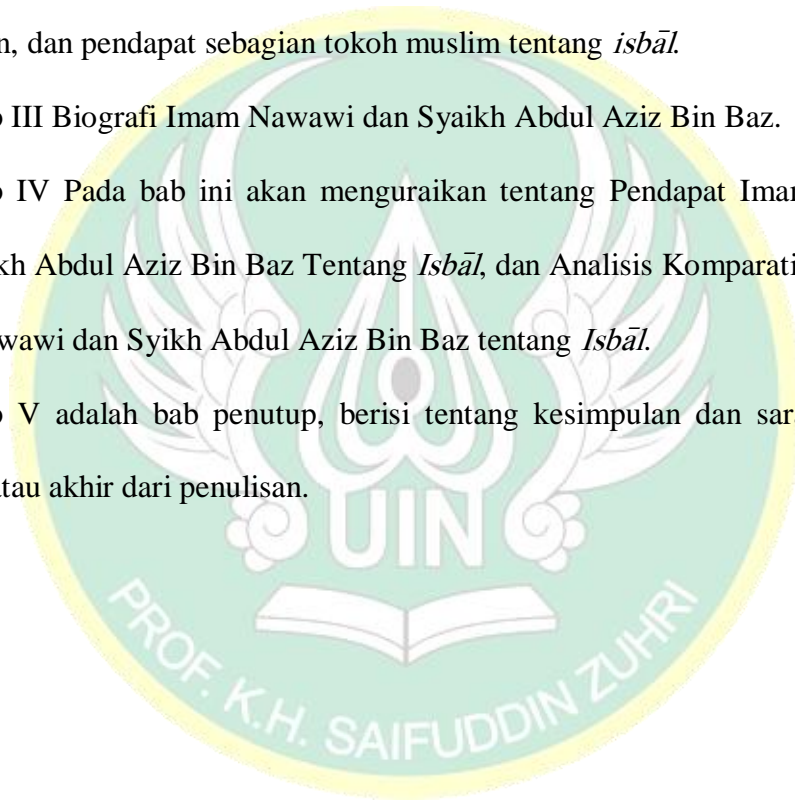 n, dan pendapat sebagian tokoh muslim tentang isbāl.
III Biografi Imam Nawawi dan Syaikh Abdul Aziz Bin Baz.
IV Pada bab ini akan menguraikan tentang Pendapat Imam
kh Abdul Aziz Bin Baz Tentang Isbāl, dan Analisis Komparati
wawi dan Syikh Abdul Aziz Bin Baz tentang Isbāl.
V adalah bab penutup, berisi tentang kesimpulan dan sara
atau akhir dari penulisan.
UIN
PROF. K.H. SAIFUDDIN ZUHRI